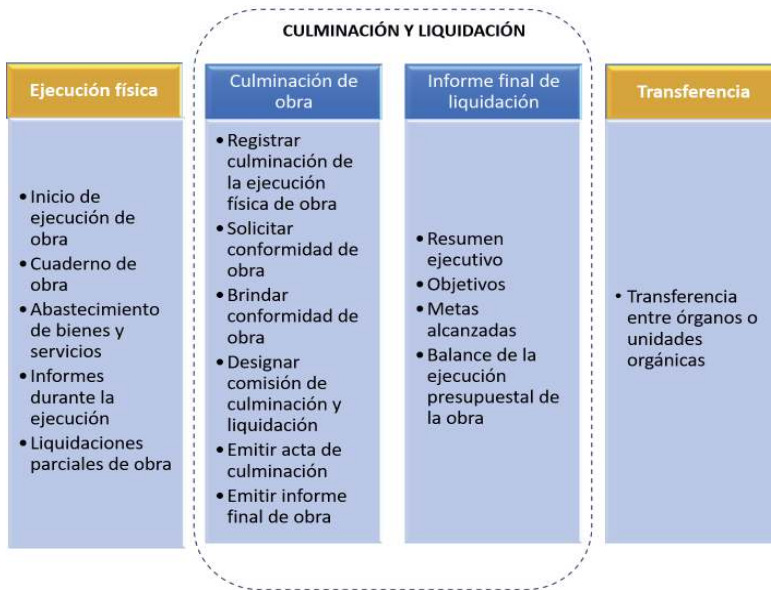 CULMINACIÓN Y LIQUIDACIÓN
Ejecución física
• Inicio de
ejecución de
obra
• Cuaderno de
obra
• Abastecimiento
de bienes y
servicios
• Informes
durante la
ejecución
• Liquidaciones
parciales de obra
Culminación de
obra
• Registrar
culminación de
la ejecución
física de obra
• Solicitar
conformidad de
obra
• Brindar
conformidad de
obra
• Designar
comisión de
culminación y
liquidación
• Emitir acta de
culminación
• Emitir informe
final de obra
Informe final de
liquidación
• Resumen
ejecutivo
• Objetivos
• Metas
alcanzadas
• Balance de la
ejecución
presupuestal de
la obra
Transferencia
• Transferencia
entre órganos o
unidades
orgánicas